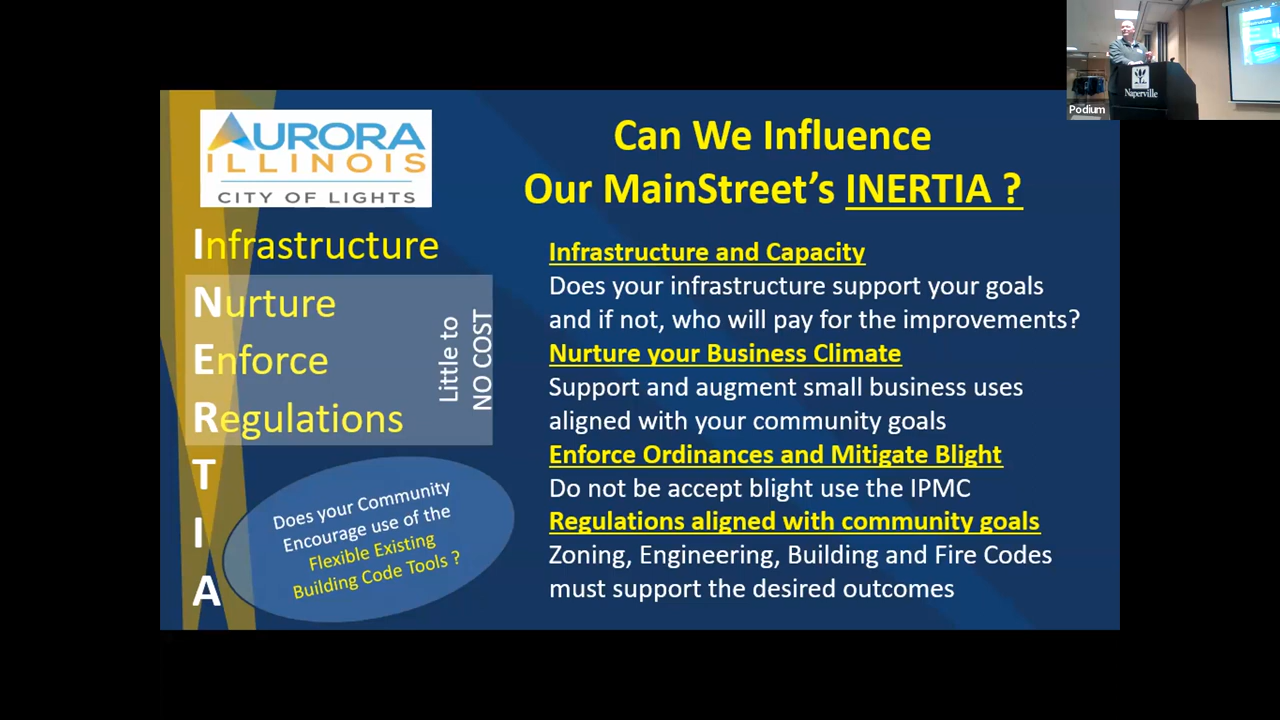 AURORA
ILLINOIS
CITY OF LIGHTS
Can We Influence
Our MainStreet's INERTIA ?
Infrastructure
Nurture
Enforce
Regulations
T
I
A
Little to
NO COST
Does your Community
Encourage use of the
Flexible Existing
Building Code Tools ?
Infrastructure and Capacity
Does your infrastructure support your goals
and if not, who will pay for the improvements?
Nurture your Business Climate
Support and augment small business uses
aligned with your community goals
Enforce Ordinances and Mitigate Blight
Do not be accept blight use the IPMC
Regulations aligned with community goals
Zoning, Engineering, Building and Fire Codes
must support the desired outcomes
Naperville
Podium